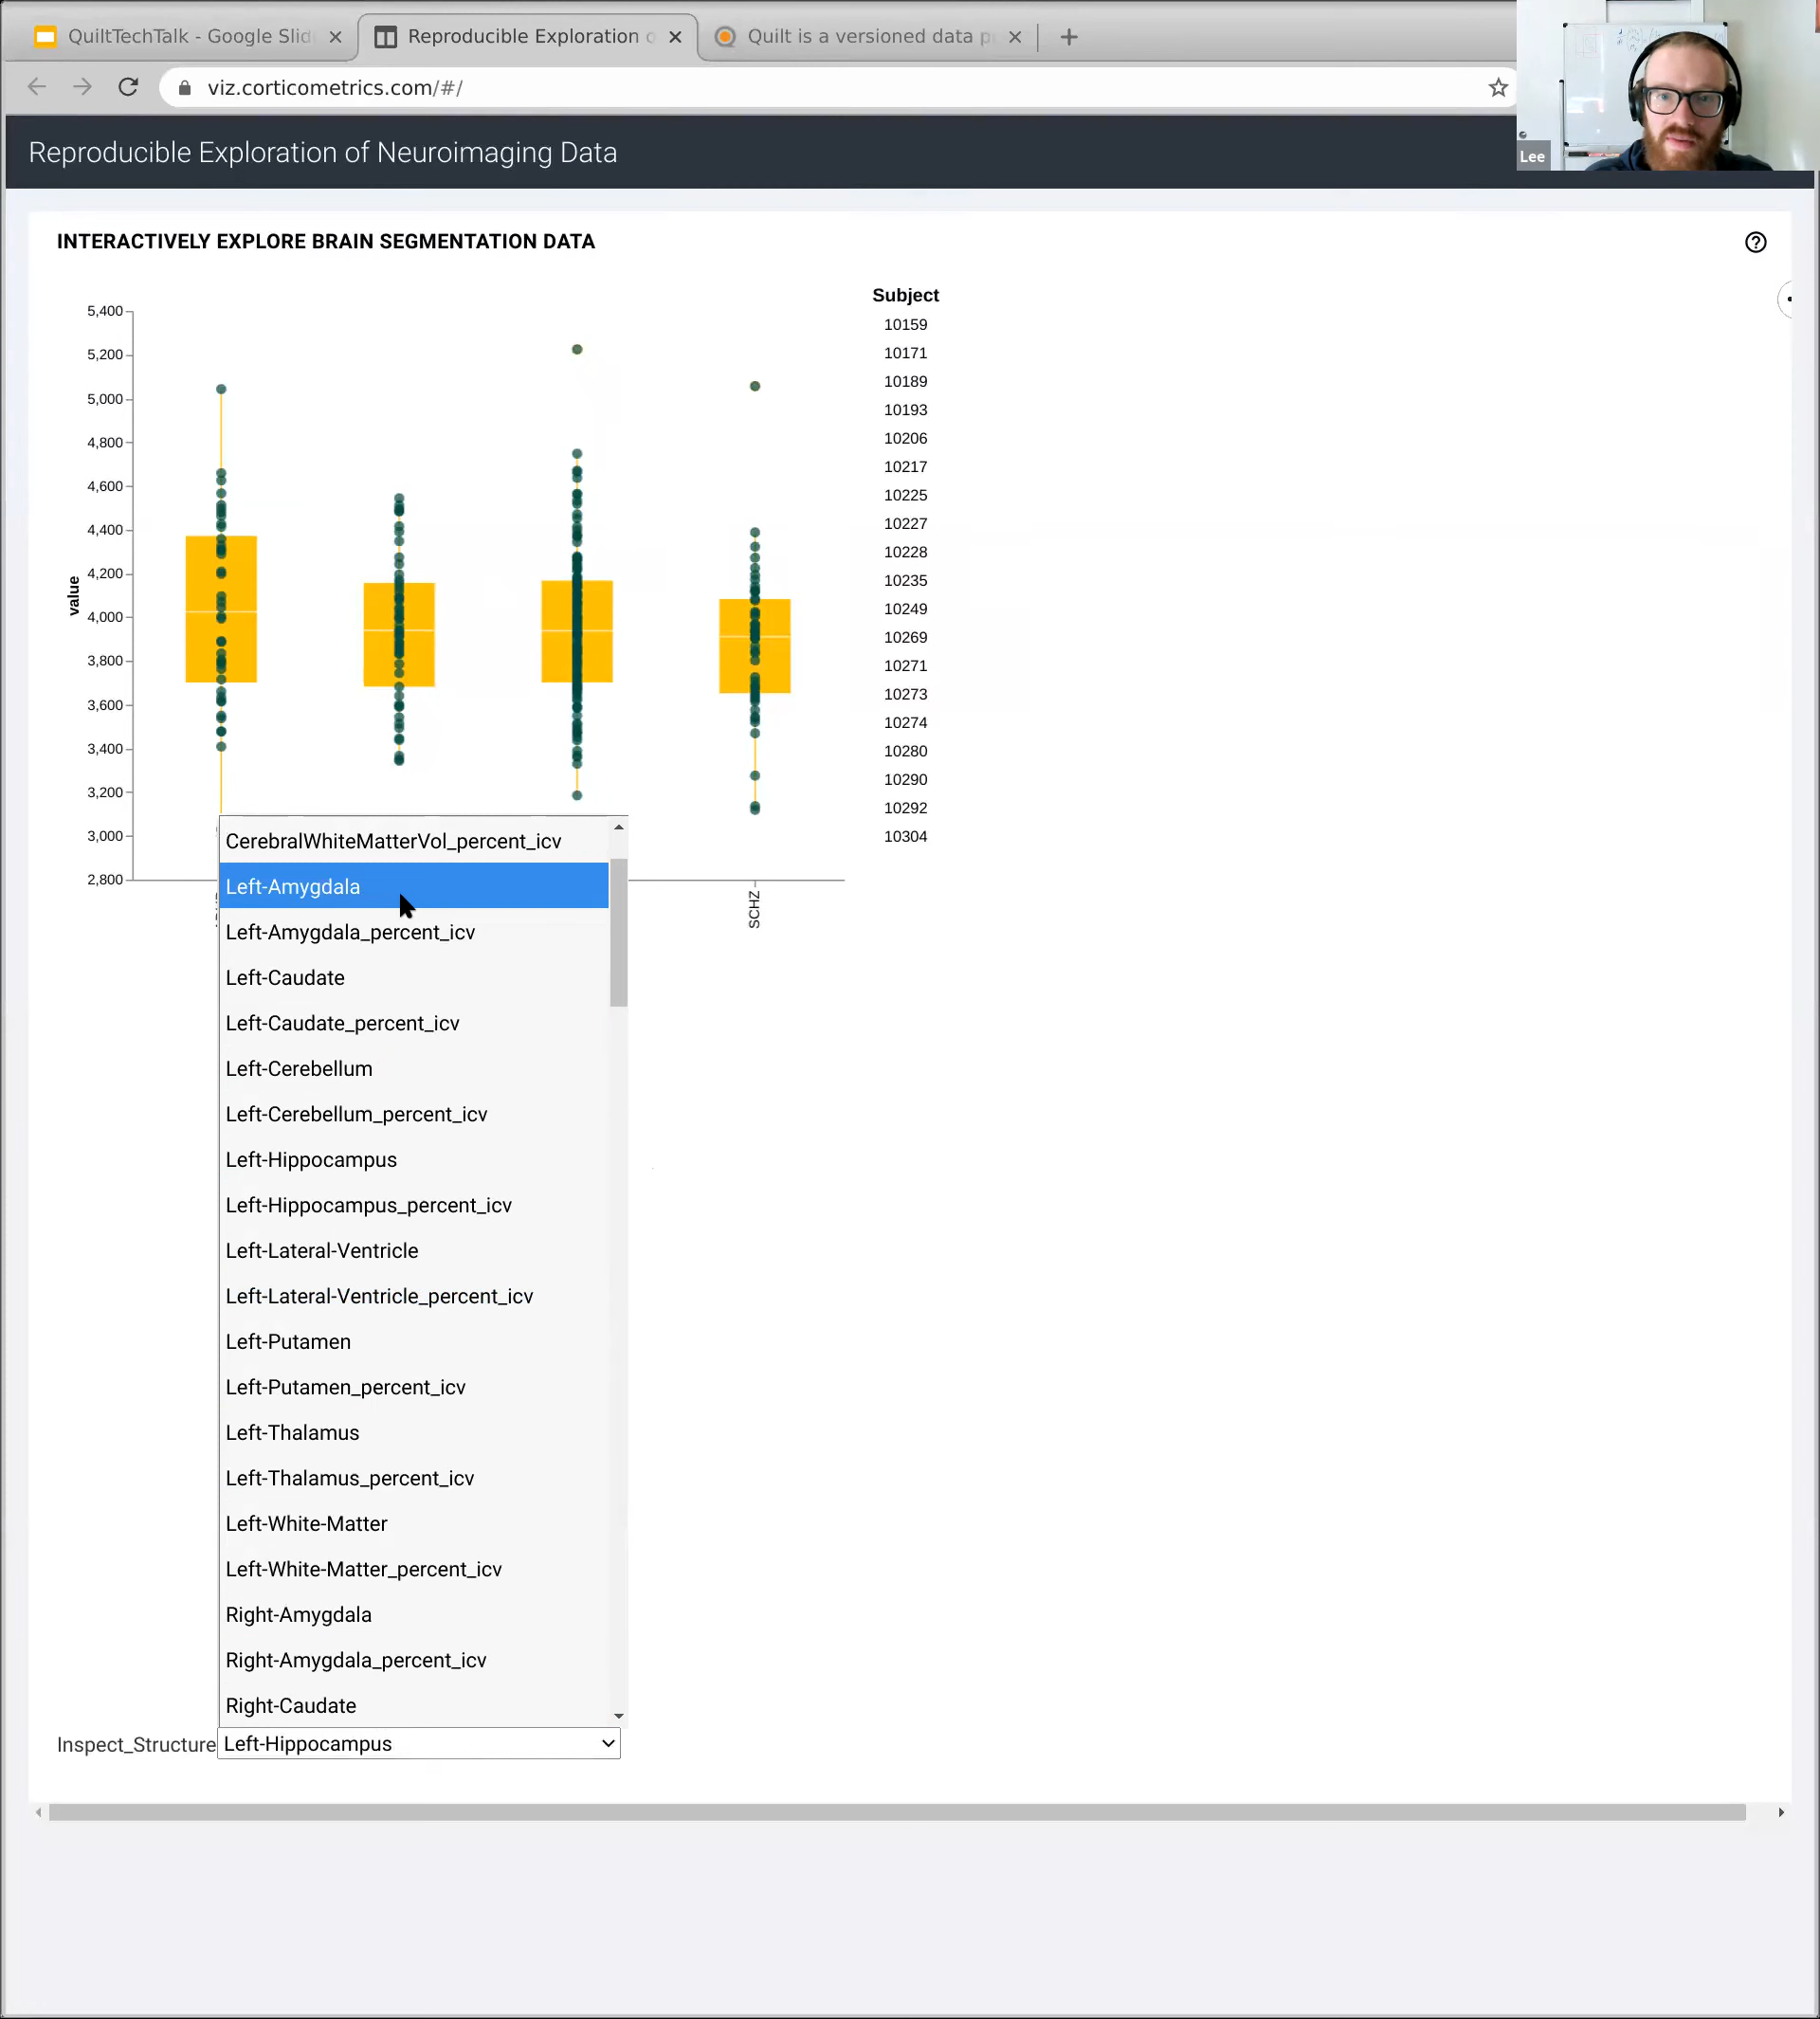 QuiltTechTalk - Google Slid
Reproducible Exploration o
Quilt is a versioned data p
viz.corticometrics.com/#/
Lee
Reproducible Exploration of Neuroimaging Data
INTERACTIVELY EXPLORE BRAIN SEGMENTATION DATA
value
5,400
5,200
5,000
4,800
4,600
4,400
4,200
4,000
3,800
3,600
3,400
3,200
3,000
2,800
SCHZ
Subject
10159
10171
10189
10193
10206
10217
10225
10227
10228
10235
10249
10269
10271
10273
10274
10280
10290
10292
10304
CerebralWhiteMatterVol_percent_icv
Left-Amygdala
Left-Amygdala_percent_icv
Left-Caudate
Left-Caudate_percent_icv
Left-Cerebellum
Left-Cerebellum_percent_icv
Left-Hippocampus
Left-Hippocampus_percent_icv
Left-Lateral-Ventricle
Left-Lateral-Ventricle_percent_icv
Left-Putamen
Left-Putamen_percent_icv
Left-Thalamus
Left-Thalamus_percent_icv
Left-White-Matter
Left-White-Matter_percent_icv
Right-Amygdala
Right-Amygdala_percent_icv
Right-Caudate
Inspect_Structure Left-Hippocampus